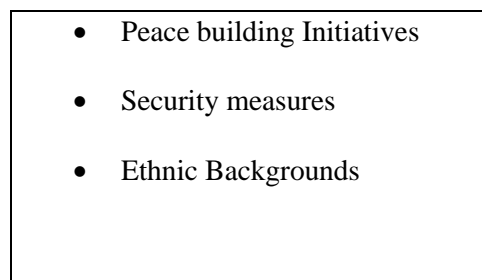 • Peace building Initiatives
• Security measures
• Ethnic Backgrounds